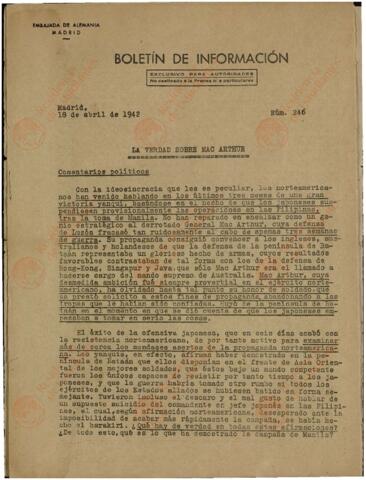 EMBAJADA DE ALEMANIA
MADRID
BOLETÍN DE INFORMACIÓN
EXCLUSIVO PARA AUTORIDADES
No destinado a la Prensa ni a particulares
Madrid,
18 de abril de 1942
Núm. 246
LA VERDAD SOBRE MAC ARTHUR
Comentarios políticos
Con la idiosincracia que les es peculiar, los norteamerica-
nos han venido hablando en los últimos tres meses de una gran
victoria yanqui, basándose en el hecho de que los japoneses sus-
pendiesen provisionalmente las operaciones en las Filipinas,
tras la toma de Manila. No han reparado en ensalzar como un ge-
nio estratégico al derrotado General Mac Arthur, cuya defensa
de Luzón fracasó tan ruidosamente al cabo de apenas tres semanas
de guerra. Su propaganda consiguió convencer a los ingleses, aus-
tralianos y holandeses de que la defensa de la península de Ba-
taán representaba un glorioso hecho de armas, cuyos resultados
favorables contrastaban de tal forma con los de la defensa de
Hong-Kong, Singapur y Java que sólo Mac Arthur era el llamado a
hacerse cargo del mando supremo de Australia. Mac Arthur, cuya
desmedida ambición fué siempre proverbial en el ejército norte-
americano, ha olvidado hasta tal punto su honor de soldado que
se prestó solícito a estos fines de propaganda, abandonando a las
tropas que le habían sido confiadas. Huyó de la península de Ba-
taán en el momento en que se dió cuenta de que los japoneses em-
pezaban a tomar en serio las cosas.
El éxito de la ofensiva japonesa, que en seis días acabó con
la resistencia norteamericana, da por tanto motivo para examinar
más de cerca los mendaces asertos de la propaganda norteamerica-
na. Los yanquis, en efecto, afirman haber demostrado en la pe-
nínsula de Bataán que ellos disponían en el frente de Asia Orien-
tal de los mejores soldados, que éstos bajo un mando competente
fueron los únicos capaces de resistir por tanto tiempo a los ja-
poneses, y que la guerra habría tomado otro rumbo si todos los
ejércitos de los Estados aliados se hubiesen batido en forma se-
mejante. Tuvieron incluso el descaro y el mal gusto de hablar de
un supuesto suicidio del comandante en jefe japonés en las Filipi-
nas, el cual, según afirmación norteamericana, desesperado ante la
imposibilidad de acabar más rápidamente la campaña, se había he-
cho el harakiri. ¿Qué hay de verdad en todas estas afirmaciones?
¿De todo esto, qué es lo que ha demostrado la campaña de Manila?